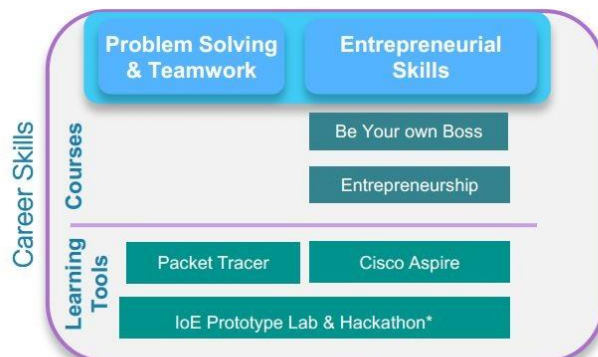 Problem Solving
& Teamwork
Entrepreneurial
Skills
Career Skills
Courses
Be Your own Boss
Entrepreneurship
Learning
Tools
Packet Tracer
Cisco Aspire
IoE Prototype Lab & Hackathon*